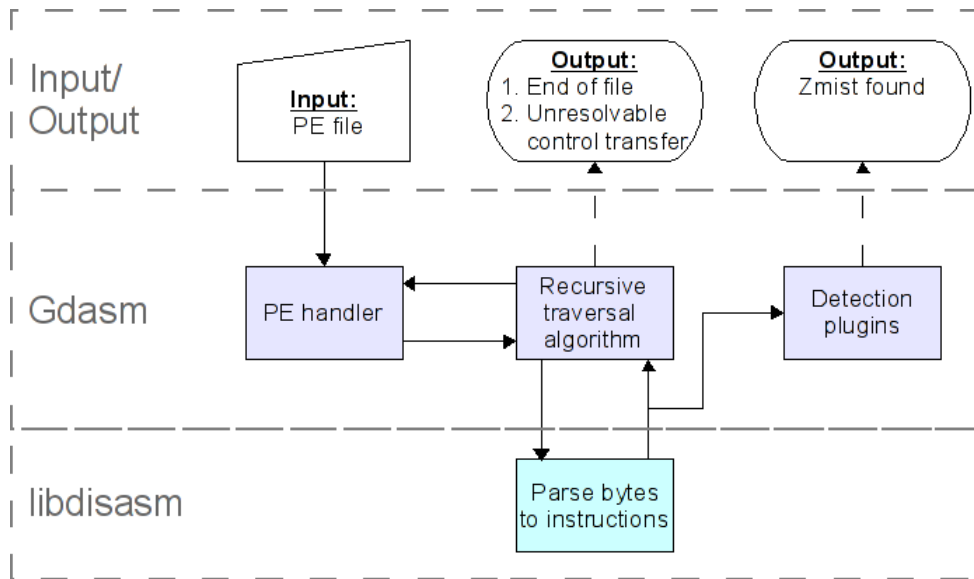 Input/
Output
Input:
PE file
Output:
1. End of file
2. Unresolvable
control transfer
Output:
Zmist found
Gdasm
PE handler
Recursive
traversal
algorithm
Detection
plugins
libdisasm
Parse bytes
to instructions